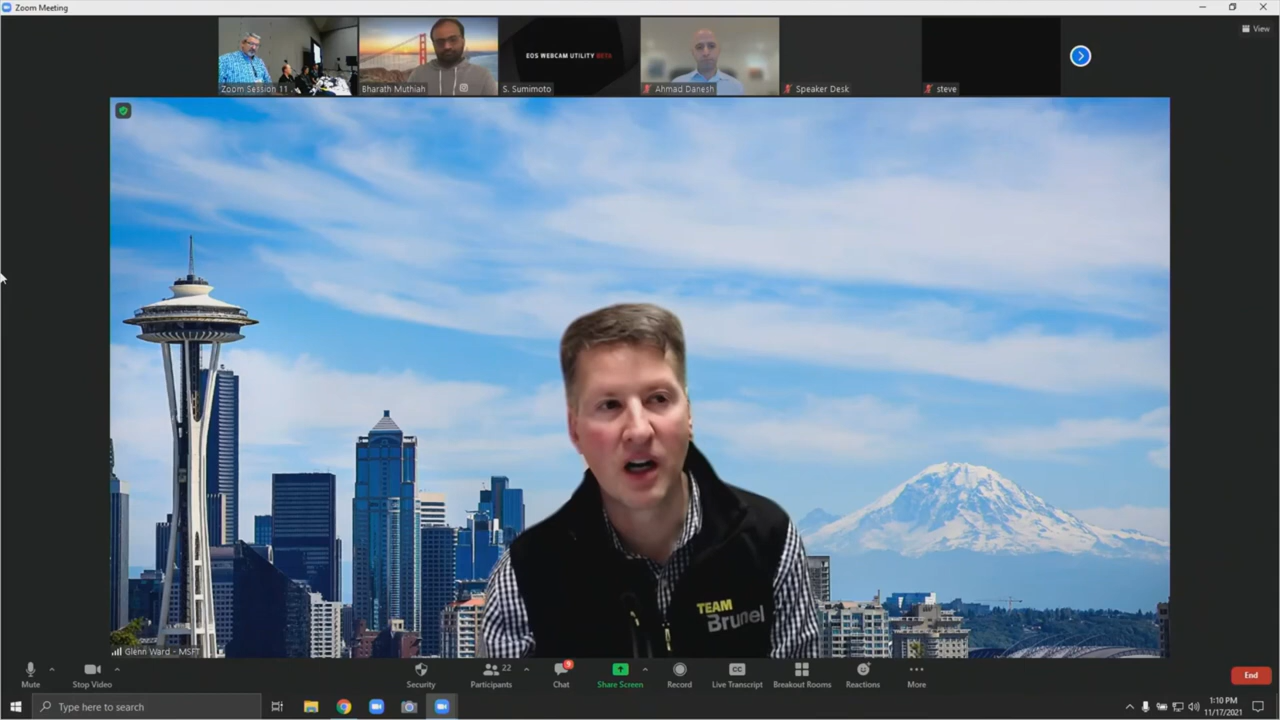 Zoom Meeting
View
Zoom Session 11
Bharath Muthiah
EOS WEBCAM UTILITY BETA
S. Sumimoto
Ahmad Danesh
Speaker Desk
steve
TEAM
Brunel
Glenn Ward - MSFT
Mute
Stop Video
Security
Participants
22
Chat
9
Share Screen
Record
CC
Live Transcript
Breakout Rooms
Reactions
More
End
Type here to search
1:10 PM
11/17/2021